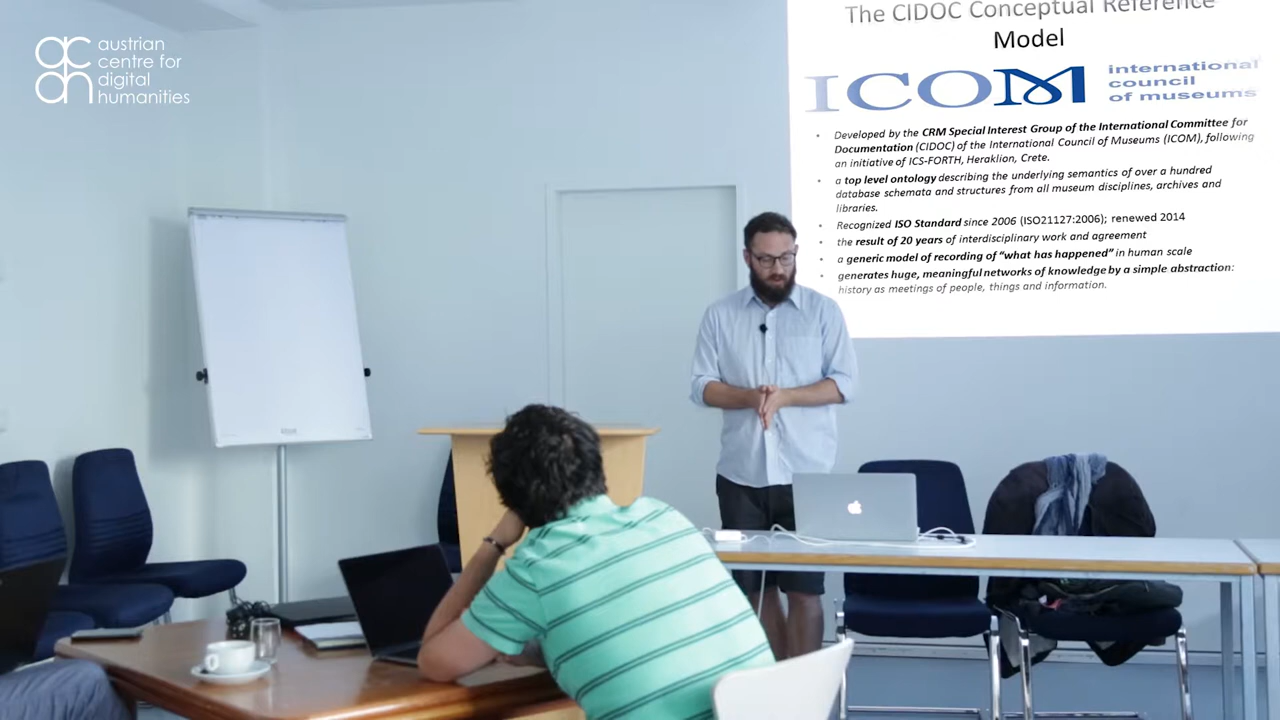 austrian
centre for
digital
humanities
The CIDOC Conceptual Reference
Model
ICOM international
council
of museums
• Developed by the CRM Special Interest Group of the International Committee for
Documentation (CIDOC) of the International Council of Museums (ICOM), following
an initiative of ICS-FORTH, Heraklion, Crete.
• a top level ontology describing the underlying semantics of over a hundred
database schemata and structures from all museum disciplines, archives and
libraries.
• Recognized ISO Standard since 2006 (ISO21127:2006); renewed 2014
• the result of 20 years of interdisciplinary work and agreement
• a generic model of recording of “what has happened” in human scale
• generates huge, meaningful networks of knowledge by a simple abstraction:
history as meetings of people, things and information.